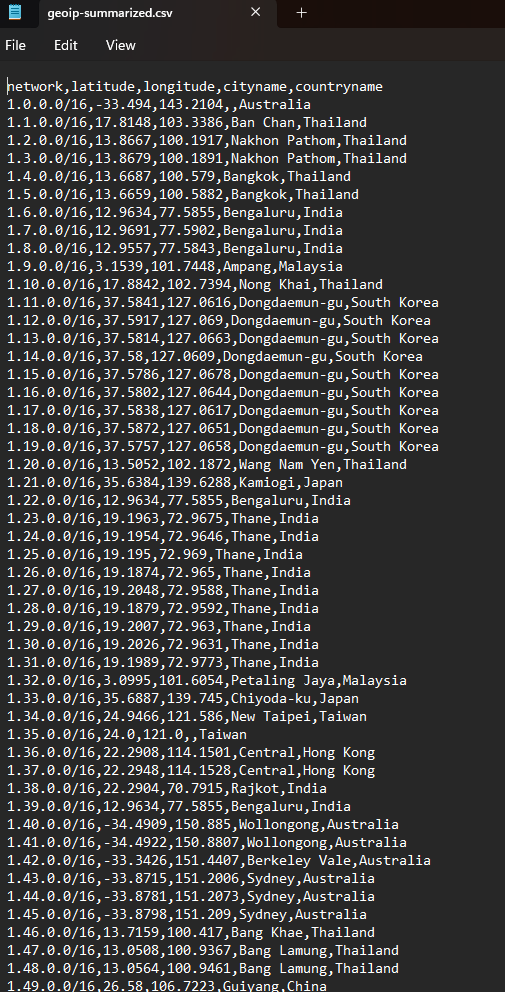 geoip-summarized.csv
File Edit View
network,latitude,longitude,cityname,countryname
1.0.0.0/16,-33.494,143.2104,,Australia
1.1.0.0/16,17.8148,103.3386,Ban Chan,Thailand
1.2.0.0/16,13.8667,100.1917,Nakhon Pathom,Thailand
1.3.0.0/16,13.8679,100.1891,Nakhon Pathom,Thailand
1.4.0.0/16,13.6687,100.579,Bangkok,Thailand
1.5.0.0/16,13.6659,100.5882,Bangkok,Thailand
1.6.0.0/16,12.9634,77.5855,Bengaluru,India
1.7.0.0/16,12.9691,77.5902,Bengaluru,India
1.8.0.0/16,12.9557,77.5843,Bengaluru,India
1.9.0.0/16,3.1539,101.7448,Ampang,Malaysia
1.10.0.0/16,17.8842,102.7394,Nong Khai,Thailand
1.11.0.0/16,37.5841,127.0616,Dongdaemun-gu,South Korea
1.12.0.0/16,37.5917,127.069,Dongdaemun-gu,South Korea
1.13.0.0/16,37.5814,127.0663,Dongdaemun-gu,South Korea
1.14.0.0/16,37.58,127.0609,Dongdaemun-gu,South Korea
1.15.0.0/16,37.5786,127.0678,Dongdaemun-gu,South Korea
1.16.0.0/16,37.5802,127.0644,Dongdaemun-gu,South Korea
1.17.0.0/16,37.5838,127.0617,Dongdaemun-gu,South Korea
1.18.0.0/16,37.5872,127.0651,Dongdaemun-gu,South Korea
1.19.0.0/16,37.5757,127.0658,Dongdaemun-gu,South Korea
1.20.0.0/16,13.5052,102.1872,Wang Nam Yen,Thailand
1.21.0.0/16,35.6384,139.6288,Kamiogi,Japan
1.22.0.0/16,12.9634,77.5855,Bengaluru,India
1.23.0.0/16,19.1963,72.9675,Thane,India
1.24.0.0/16,19.1954,72.9646,Thane,India
1.25.0.0/16,19.195,72.969,Thane,India
1.26.0.0/16,19.1874,72.965,Thane,India
1.27.0.0/16,19.2048,72.9588,Thane,India
1.28.0.0/16,19.1879,72.9592,Thane,India
1.29.0.0/16,19.2007,72.963,Thane,India
1.30.0.0/16,19.2026,72.9631,Thane,India
1.31.0.0/16,19.1989,72.9773,Thane,India
1.32.0.0/16,3.0995,101.6054,Petaling Jaya,Malaysia
1.33.0.0/16,35.6887,139.745,Chiyoda-ku,Japan
1.34.0.0/16,24.9466,121.586,New Taipei,Taiwan
1.35.0.0/16,24.0,121.0,,Taiwan
1.36.0.0/16,22.2908,114.1501,Central,Hong Kong
1.37.0.0/16,22.2948,114.1528,Central,Hong Kong
1.38.0.0/16,22.2904,70.7915,Rajkot,India
1.39.0.0/16,12.9634,77.5855,Bengaluru,India
1.40.0.0/16,-34.4909,150.885,Wollongong,Australia
1.41.0.0/16,-34.4922,150.8807,Wollongong,Australia
1.42.0.0/16,-33.3426,151.4407,Berkeley Vale,Australia
1.43.0.0/16,-33.8715,151.2006,Sydney,Australia
1.44.0.0/16,-33.8781,151.2073,Sydney,Australia
1.45.0.0/16,-33.8798,151.209,Sydney,Australia
1.46.0.0/16,13.7159,100.417,Bang Khae,Thailand
1.47.0.0/16,13.0508,100.9367,Bang Lamung,Thailand
1.48.0.0/16,13.0564,100.9461,Bang Lamung,Thailand
1.49.0.0/16,26.58,106.7223,Guiyang,China